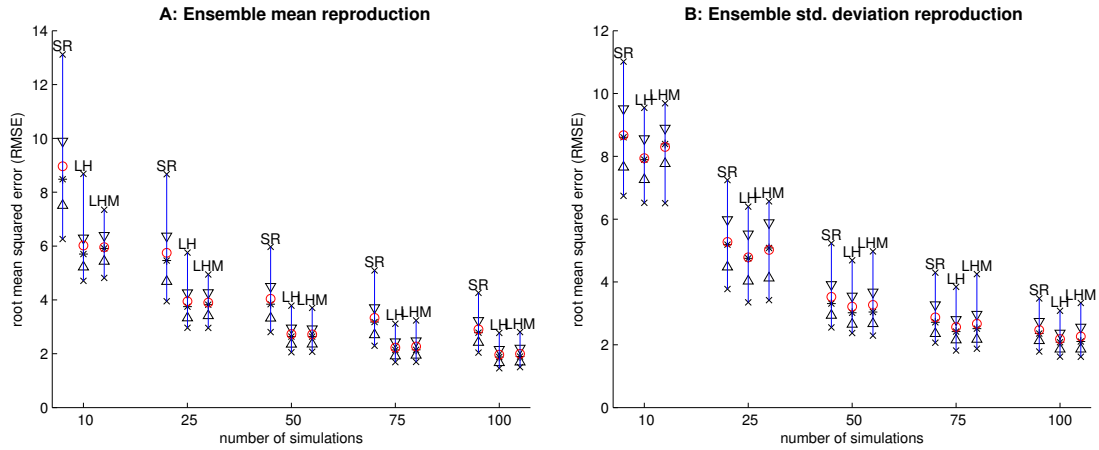 A: Ensemble mean reproduction
root mean squared error (RMSE)
14
12
10
8
6
4
2
0
SR
LH
LHM
SR
LH
LHM
SR
LH
LHM
SR
LH
LHM
SR
LH
LHM
10
25
50
75
100
number of simulations
B: Ensemble std. deviation reproduction
root mean squared error (RMSE)
12
10
8
6
4
2
0
SR
LH
LHM
SR
LH
LHM
SR
LH
LHM
SR
LH
LHM
SR
LH
LHM
10
25
50
75
100
number of simulations